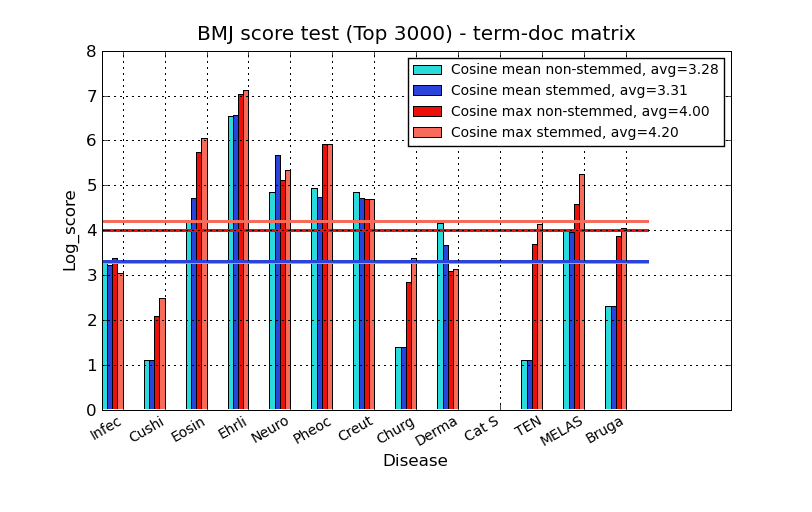 BMJ score test (Top 3000) - term-doc matrix
Cosine mean non-stemmed, avg=3.28
Cosine mean stemmed, avg=3.31
Cosine max non-stemmed, avg=4.00
Cosine max stemmed, avg=4.20
8
7
6
5
4
3
2
1
0
Log_score
Infec Cushi Eosin Ehrli Neuro Pheoc Creut Churg Derma Cat S TEN MELAS Bruga
Disease